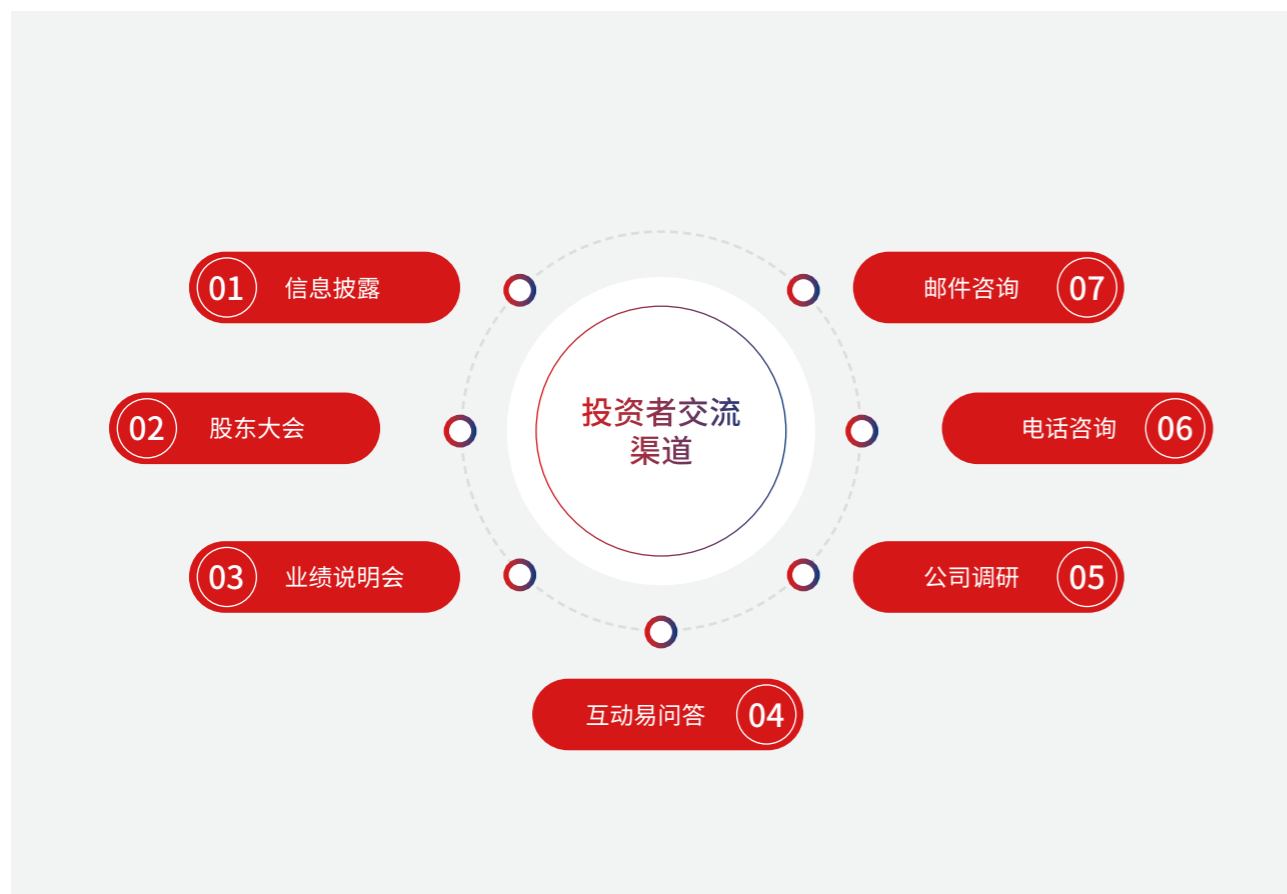 投资者交流
渠道
01 信息披露
02 股东大会
03 业绩说明会
互动易问答 04
公司调研 05
电话咨询 06
邮件咨询 07